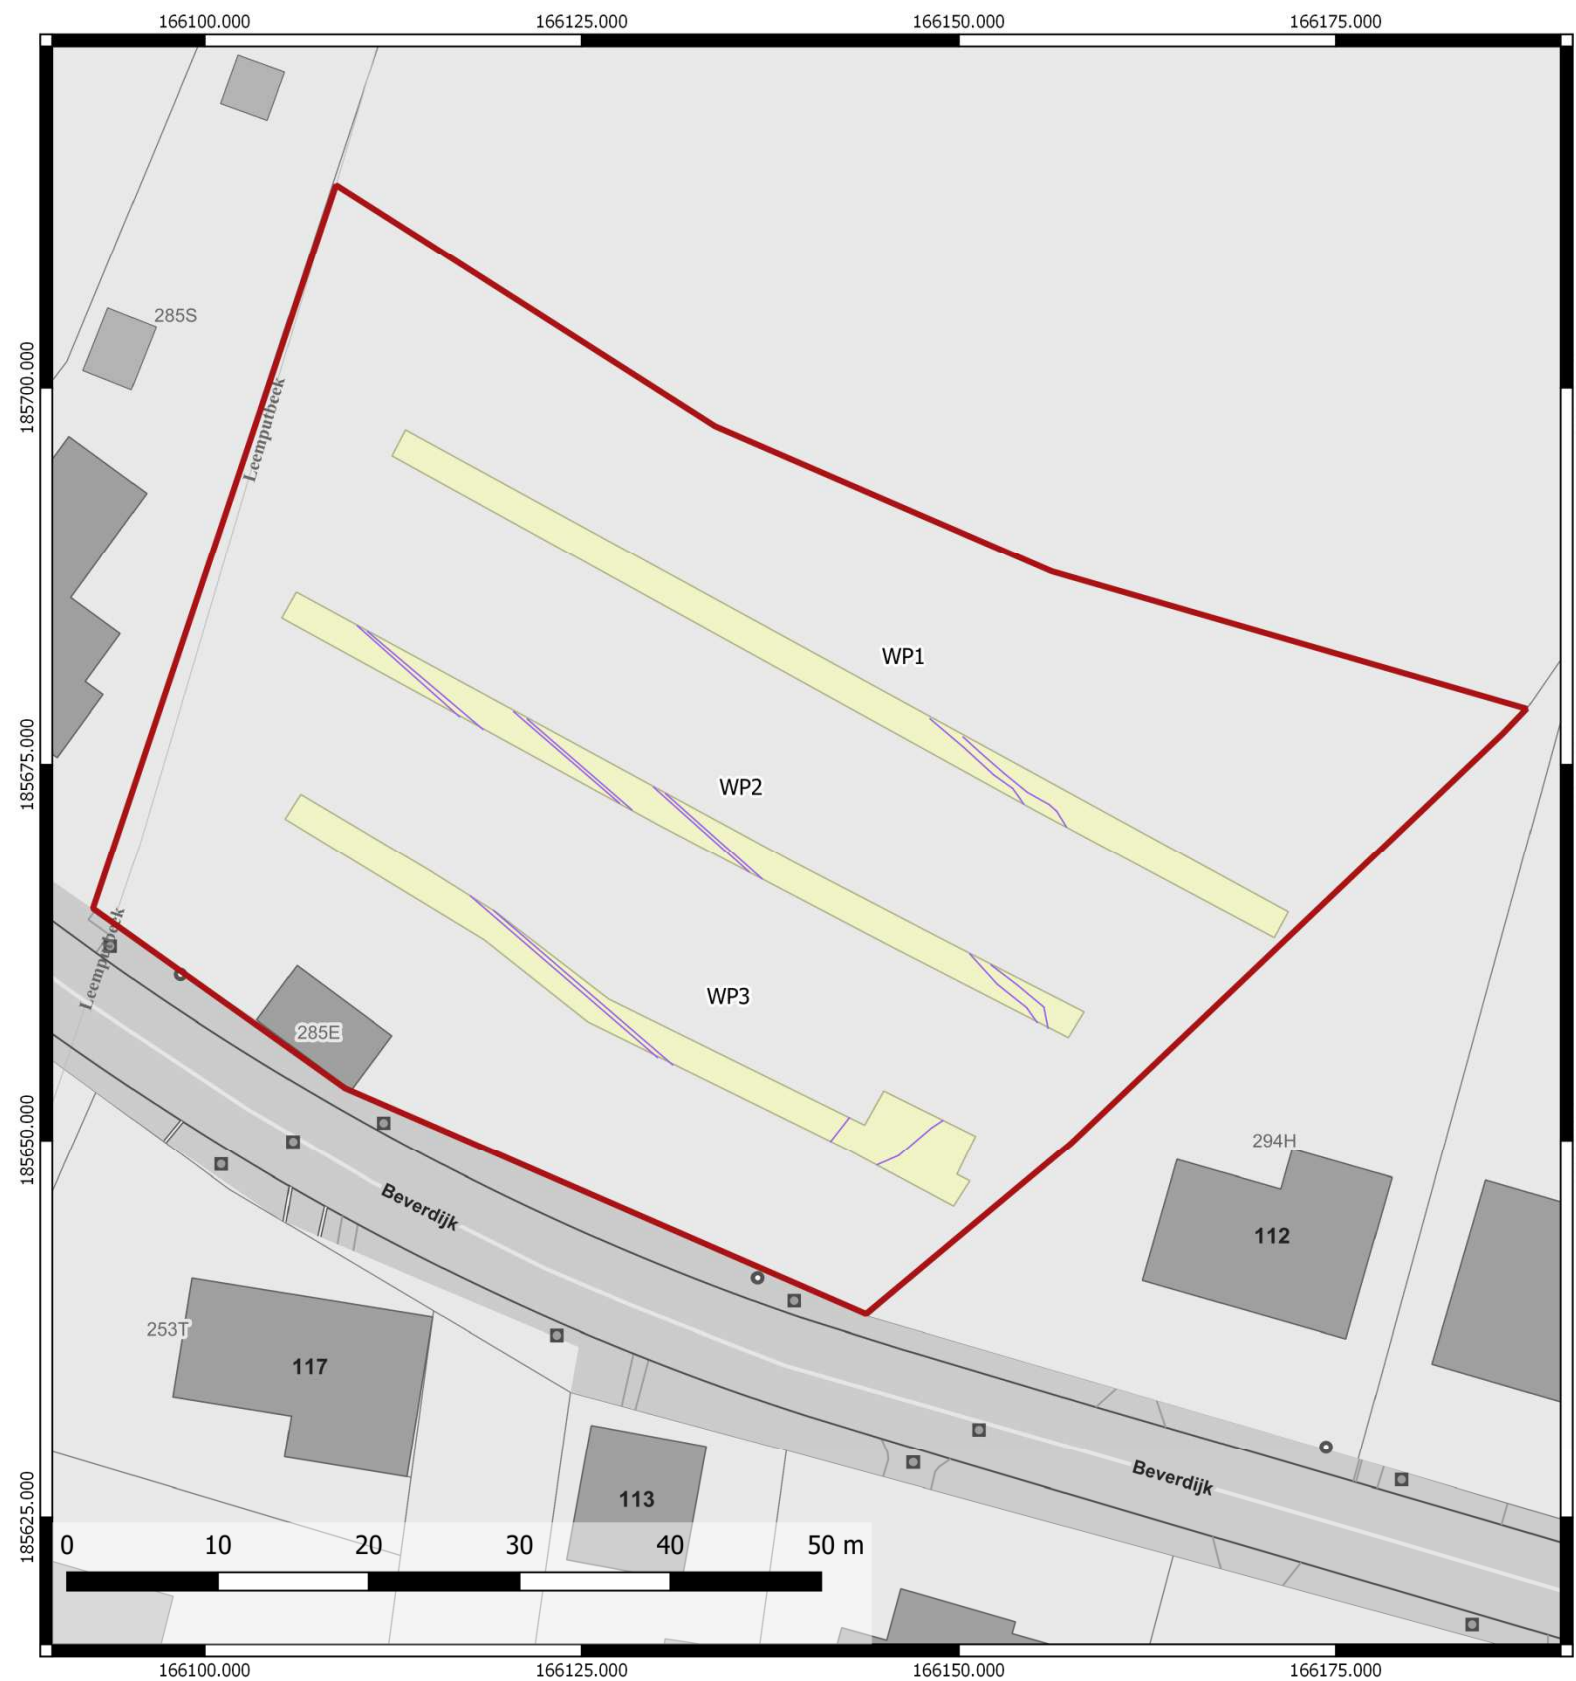 166100.000 166125.000 166150.000 166175.000
285S
185700.000
Leemputbeek
WP1
185675.000
WP2
Leemputbeek
WP3
285E
185650.000
294H
Beverdijk
112
253T
117
Beverdijk
113
185625.000
0 10 20 30 40 50 m
166100.000 166125.000 166150.000 166175.000